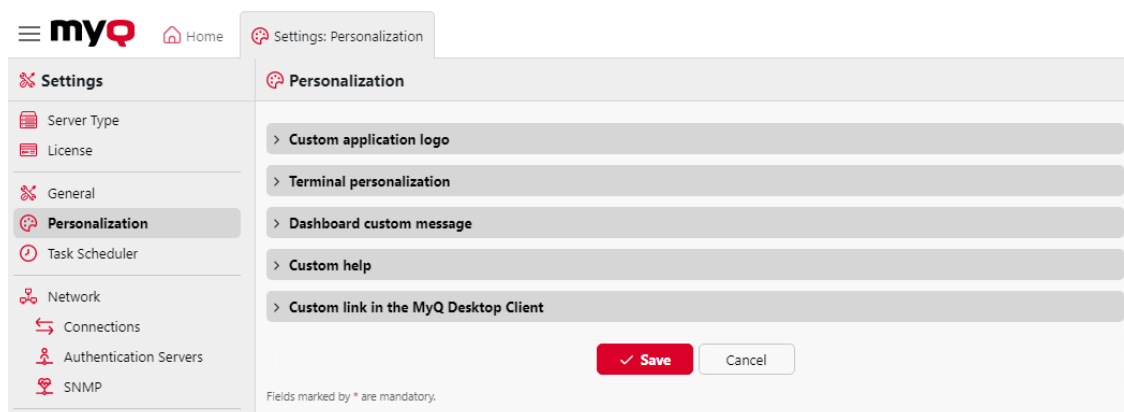 myQ
Home
Settings: Personalization
Settings
Server Type
License
General
Personalization
Task Scheduler
Network
Connections
Authentication Servers
SNMP
Personalization
Custom application logo
Terminal personalization
Dashboard custom message
Custom help
Custom link in the MyQ Desktop Client
Save
Cancel
Fields marked by * are mandatory.